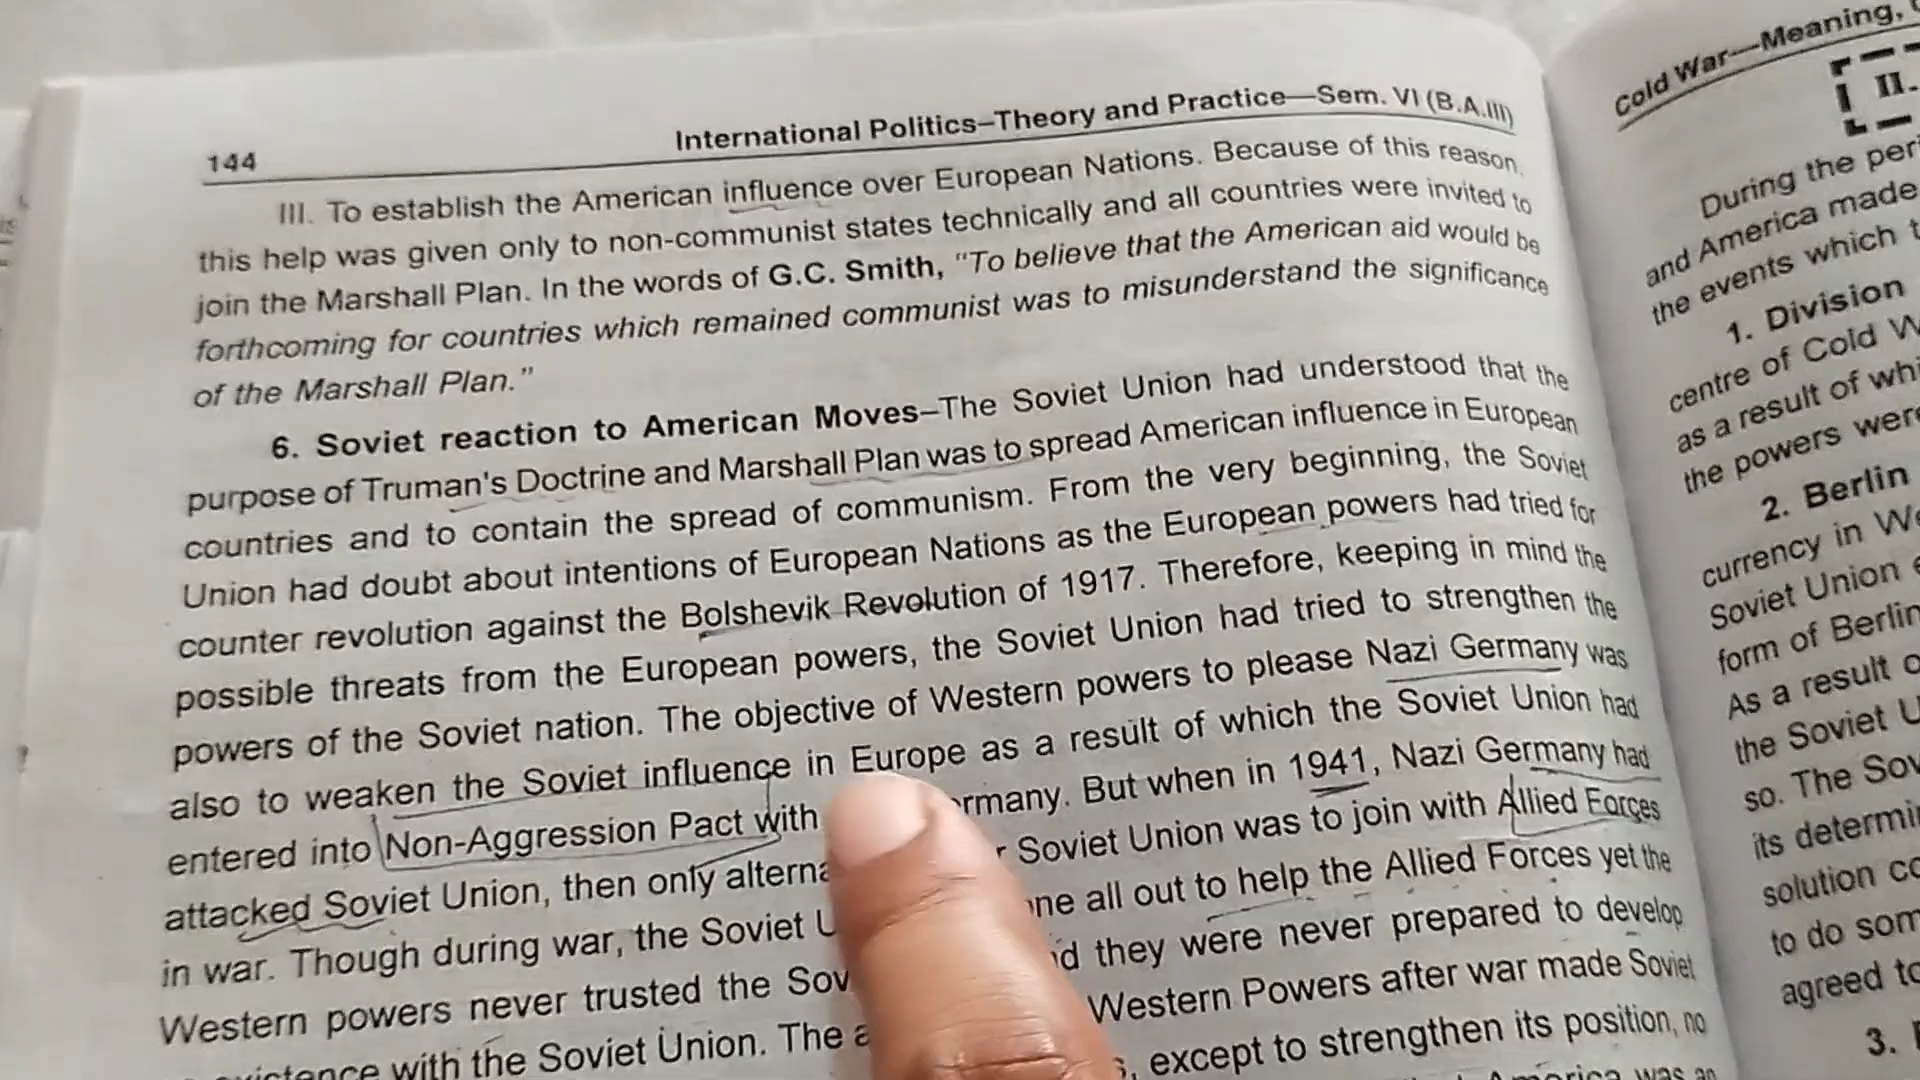 144
International Politics–Theory and Practice—Sem. VI (B.A.III)
III. To establish the American influence over European Nations. Because of this reason,
this help was given only to non-communist states technically and all countries were invited to
join the Marshall Plan. In the words of G.C. Smith, “To believe that the American aid would be
forthcoming for countries which remained communist was to misunderstand the significance
of the Marshall Plan.”
6. Soviet reaction to American Moves–The Soviet Union had understood that the
purpose of Truman's Doctrine and Marshall Plan was to spread American influence in European
countries and to contain the spread of communism. From the very beginning, the Soviet
Union had doubt about intentions of European Nations as the European powers had tried for
counter revolution against the Bolshevik Revolution of 1917. Therefore, keeping in mind the
possible threats from the European powers, the Soviet Union had tried to strengthen the
powers of the Soviet nation. The objective of Western powers to please Nazi Germany was
also to weaken the Soviet influence in Europe as a result of which the Soviet Union had
entered into Non-Aggression Pact with rmany. But when in 1941, Nazi Germany had
attacked Soviet Union, then only alterna r Soviet Union was to join with Allied Forces
in war. Though during war, the Soviet U ne all out to help the Allied Forces yet the
Western powers never trusted the Sov d they were never prepared to develop
existence with the Soviet Union. The a Western Powers after war made Soviet
, except to strengthen its position, no
America was an
Cold War—Meaning,
II.
During the peri
and America made
the events which t
1. Division
centre of Cold W
as a result of whi
the powers were
2. Berlin
currency in We
Soviet Union e
form of Berlin
As a result o
the Soviet U
so. The Sov
its determin
solution co
to do som
agreed to
3.